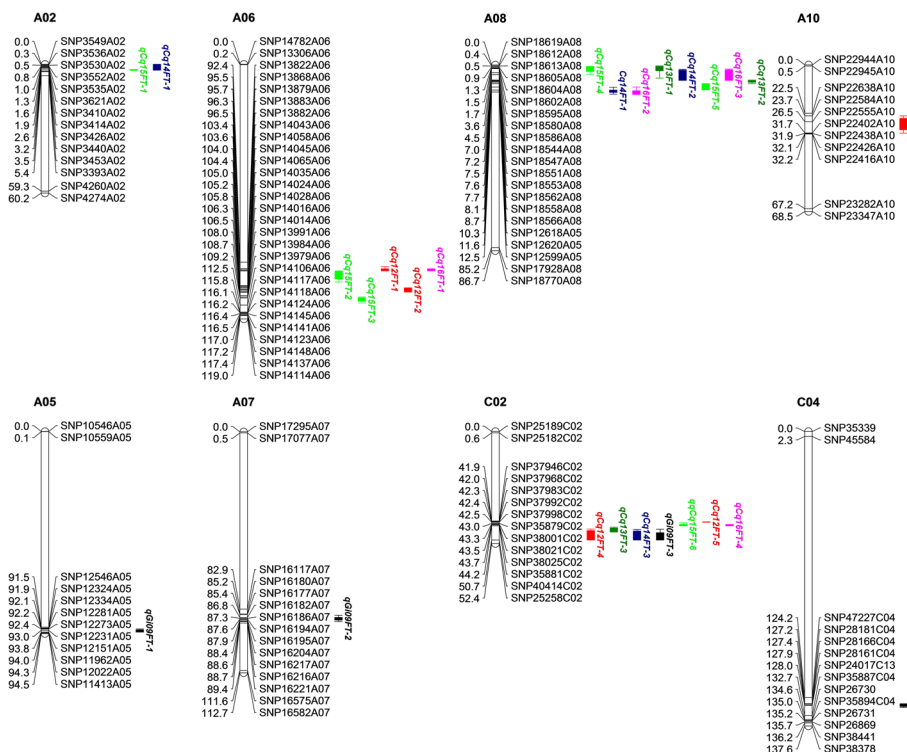 A02
0.0 SNP3549A02
0.3 SNP3536A02
0.5 SNP3530A02
0.8 SNP3552A02
1.0 SNP3535A02
1.3 SNP3621A02
1.6 SNP3410A02
1.9 SNP3414A02
2.6 SNP3426A02
3.2 SNP3440A02
3.5 SNP3453A02
5.4 SNP3393A02
59.3 SNP4260A02
60.2 SNP4274A02
qCq15FT-1
qCq14FT-1
A06
0.0 SNP14782A06
0.2 SNP13306A06
92.4 SNP13822A06
95.5 SNP13868A06
95.7 SNP13879A06
96.3 SNP13883A06
96.5 SNP13882A06
103.4 SNP14043A06
103.6 SNP14058A06
104.0 SNP14045A06
104.4 SNP14065A06
105.0 SNP14035A06
105.2 SNP14024A06
105.8 SNP14028A06
106.3 SNP14016A06
106.5 SNP14014A06
108.0 SNP13991A06
108.7 SNP13984A06
109.2 SNP13979A06
112.5 SNP14106A06
115.8 SNP14117A06
116.1 SNP14118A06
116.2 SNP14124A06
116.4 SNP14145A06
116.5 SNP14141A06
117.0 SNP14123A06
117.2 SNP14148A06
117.4 SNP14137A06
119.0 SNP14114A06
qCq15FT-2
qCq15FT-3
qCq12FT-1
qCq12FT-2
qCq16FT-1
A08
0.0 SNP18619A08
0.4 SNP18612A08
0.5 SNP18613A08
0.9 SNP18605A08
1.3 SNP18604A08
1.5 SNP18602A08
1.7 SNP18595A08
3.6 SNP18580A08
4.5 SNP18586A08
7.0 SNP18544A08
7.2 SNP18547A08
7.5 SNP18551A08
7.6 SNP18553A08
7.7 SNP18562A08
8.1 SNP18558A08
8.7 SNP18566A08
10.3 SNP12618A05
11.6 SNP12620A05
12.5 SNP12599A05
85.2 SNP17928A08
86.7 SNP18770A08
qCq15FT-4
Cq14FT-1
qCq16FT-2
qCq13FT-1
qCq14FT-2
qCq15FT-5
qCq16FT-3
qCq13FT-2
A10
0.0 SNP22944A10
0.5 SNP22945A10
22.5 SNP22638A10
23.7 SNP22584A10
26.5 SNP22555A10
31.7 SNP22402A10
31.9 SNP22438A10
32.1 SNP22426A10
32.2 SNP22416A10
67.2 SNP23282A10
68.5 SNP23347A10
A05
0.0 SNP10546A05
0.1 SNP10559A05
91.5 SNP12546A05
91.9 SNP12324A05
92.1 SNP12334A05
92.2 SNP12281A05
92.4 SNP12273A05
93.0 SNP12231A05
93.8 SNP12151A05
94.0 SNP11962A05
94.3 SNP12022A05
94.5 SNP11413A05
qGl09FT-1
A07
0.0 SNP17295A07
0.5 SNP17077A07
82.9 SNP16117A07
85.2 SNP16180A07
85.4 SNP16177A07
86.8 SNP16182A07
87.3 SNP16186A07
87.6 SNP16194A07
87.9 SNP16195A07
88.4 SNP16204A07
88.6 SNP16217A07
88.7 SNP16216A07
89.4 SNP16221A07
111.6 SNP16575A07
112.7 SNP16582A07
qGl09FT-2
C02
0.0 SNP25189C02
0.6 SNP25182C02
41.9 SNP37946C02
42.0 SNP37968C02
42.3 SNP37983C02
42.4 SNP37992C02
42.5 SNP37998C02
43.0 SNP35879C02
43.3 SNP38001C02
43.5 SNP38021C02
43.7 SNP38025C02
44.2 SNP35881C02
50.7 SNP40414C02
52.4 SNP25258C02
qCq12FT-4
qCq13FT-3
qCq14FT-3
qGl09FT-3
qqCq15FT-6
qCq12FT-5
qCq16FT-4
C04
0.0 SNP35339
2.3 SNP45584
124.2 SNP47227C04
127.2 SNP28181C04
127.4 SNP28166C04
127.9 SNP28161C04
128.0 SNP24017C13
132.7 SNP35887C04
134.6 SNP26730
135.0 SNP35894C04
135.2 SNP26731
135.7 SNP26869
136.2 SNP38441
137.6 SNP38378